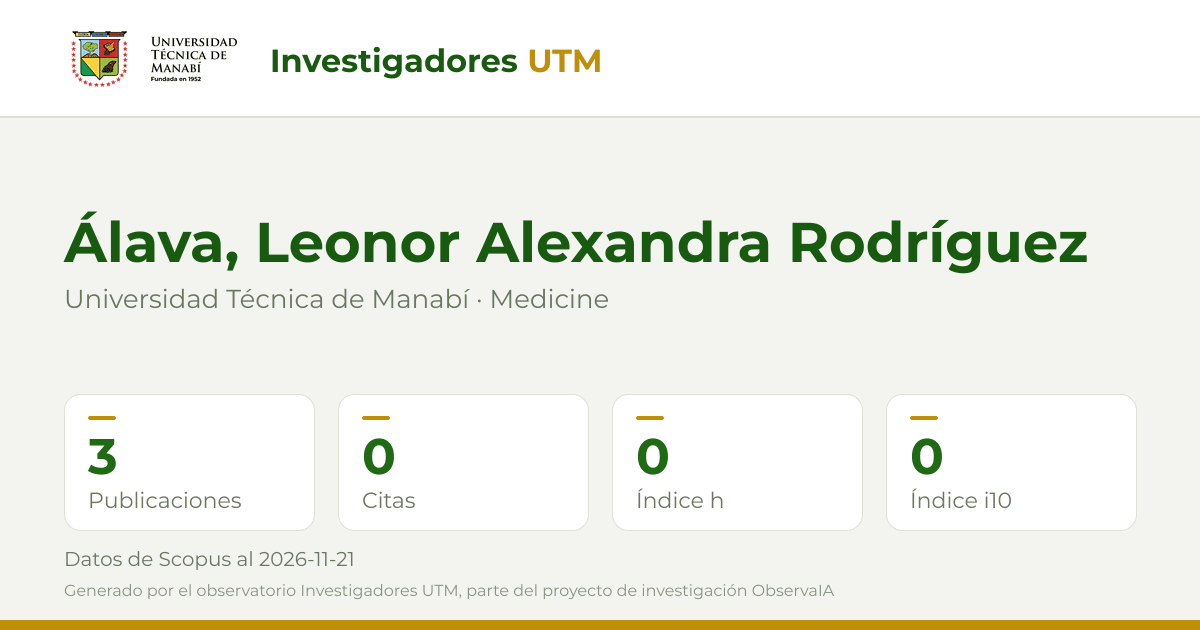 UNIVERSIDAD
TÉCNICA DE
MANABÍ
Fundada en 1952
Investigadores UTM
Álava, Leonor Alexandra Rodríguez
Universidad Técnica de Manabí · Medicine
3
Publicaciones
0
Citas
0
Índice h
0
Índice i10
Datos de Scopus al 2026-11-21
Generado por el observatorio Investigadores UTM, parte del proyecto de investigación ObservaIA